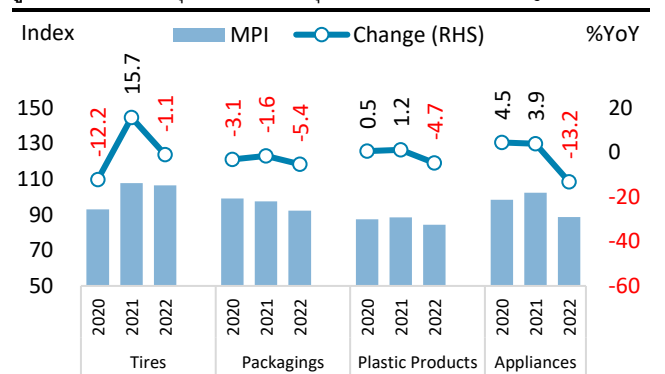 Index MPI Change (RHS) %YoY
-12.2 15.7 -1.1 -3.1 -1.6 -5.4 0.5 1.2 -4.7 4.5 3.9 -13.2
150 20
130 0
110 -20
90 -40
70 -60
50
2020 2021 2022 2020 2021 2022 2020 2021 2022 2020 2021 2022
Tires Packagings Plastic Products Appliances